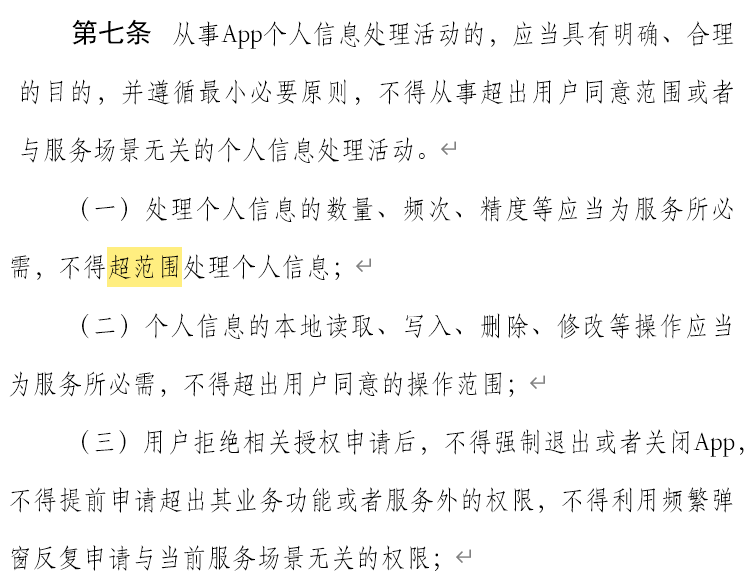 第七条 从事App个人信息处理活动的，应当具有明确、合理
的目的，并遵循最小必要原则，不得从事超出用户同意范围或者
与服务场景无关的个人信息处理活动。↵
（一）处理个人信息的数量、频次、精度等应当为服务所必
需，不得超范围处理个人信息；↵
（二）个人信息的本地读取、写入、删除、修改等操作应当
为服务所必需，不得超出用户同意的操作范围；↵
（三）用户拒绝相关授权申请后，不得强制退出或者关闭App，
不得提前申请超出其业务功能或者服务外的权限，不得利用频繁弹
窗反复申请与当前服务场景无关的权限；↵